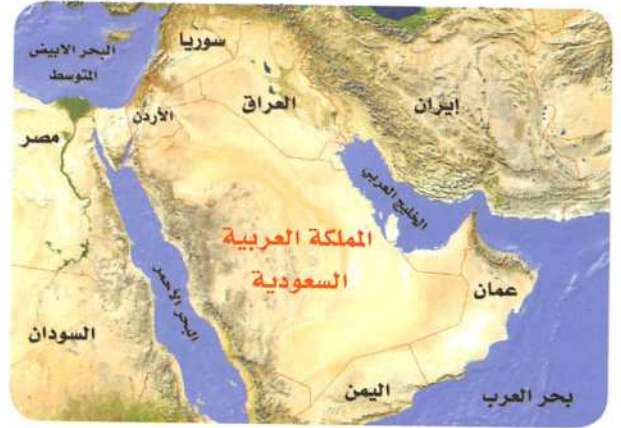 سوريا
البحر الابيض
المتوسط
العراق
إيران
الأردن
مصر
الخليج العربي
المملكة العربية
السعودية
البحر الأحمر
عمان
السودان
اليمن
بحر العرب